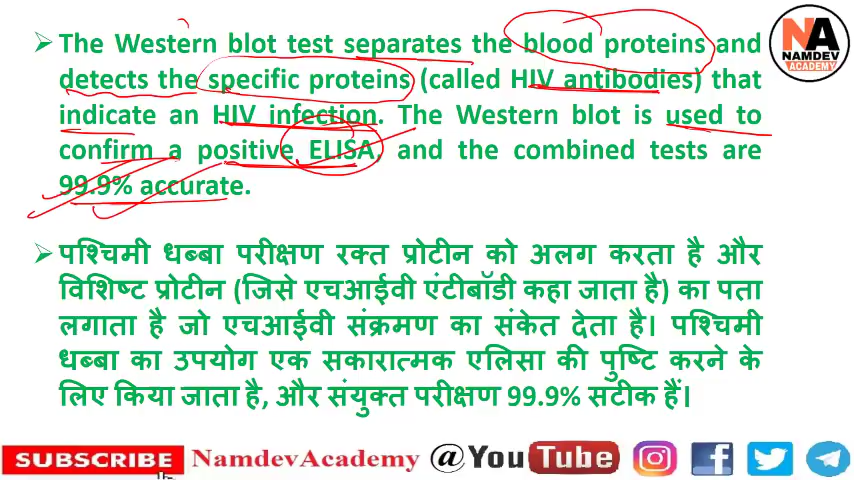 NA
NAMDEV
ACADEMY
The Western blot test separates the blood proteins and
detects the specific proteins (called HIV antibodies) that
indicate an HIV infection. The Western blot is used to
confirm a positive ELISA, and the combined tests are
99.9% accurate.
पश्चिमी धब्बा परीक्षण रक्त प्रोटीन को अलग करता है और
विशिष्ट प्रोटीन (जिसे एचआईवी एंटीबॉडी कहा जाता है) का पता
लगाता है जो एचआईवी संक्रमण का संकेत देता है। पश्चिमी
धब्बा का उपयोग एक सकारात्मक एलिसा की पुष्टि करने के
लिए किया जाता है, और संयुक्त परीक्षण 99.9% सटीक हैं।
SUBSCRIBE NamdevAcademy @YouTube